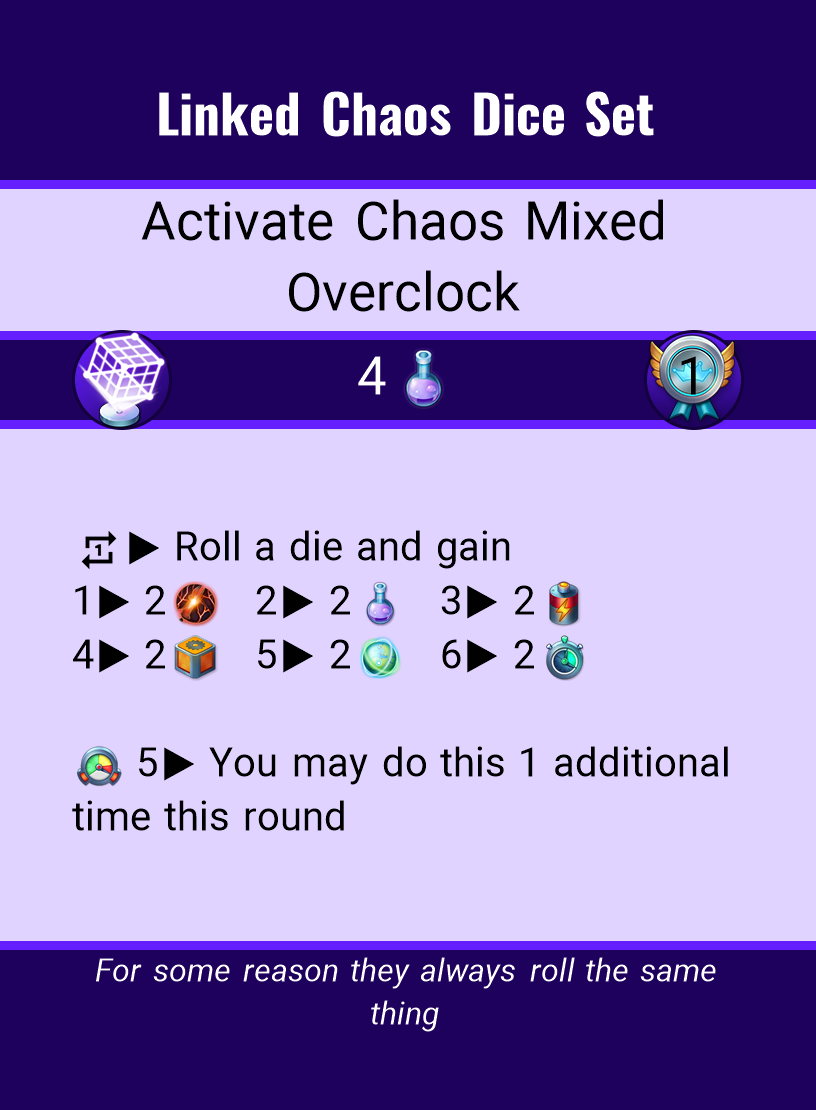 Linked Chaos Dice Set
Activate Chaos Mixed
Overclock
4
1
1▶ Roll a die and gain
1▶ 2 2▶ 2 3▶ 2
4▶ 2 5▶ 2 6▶ 2
5▶ You may do this 1 additional
time this round
For some reason they always roll the same
thing